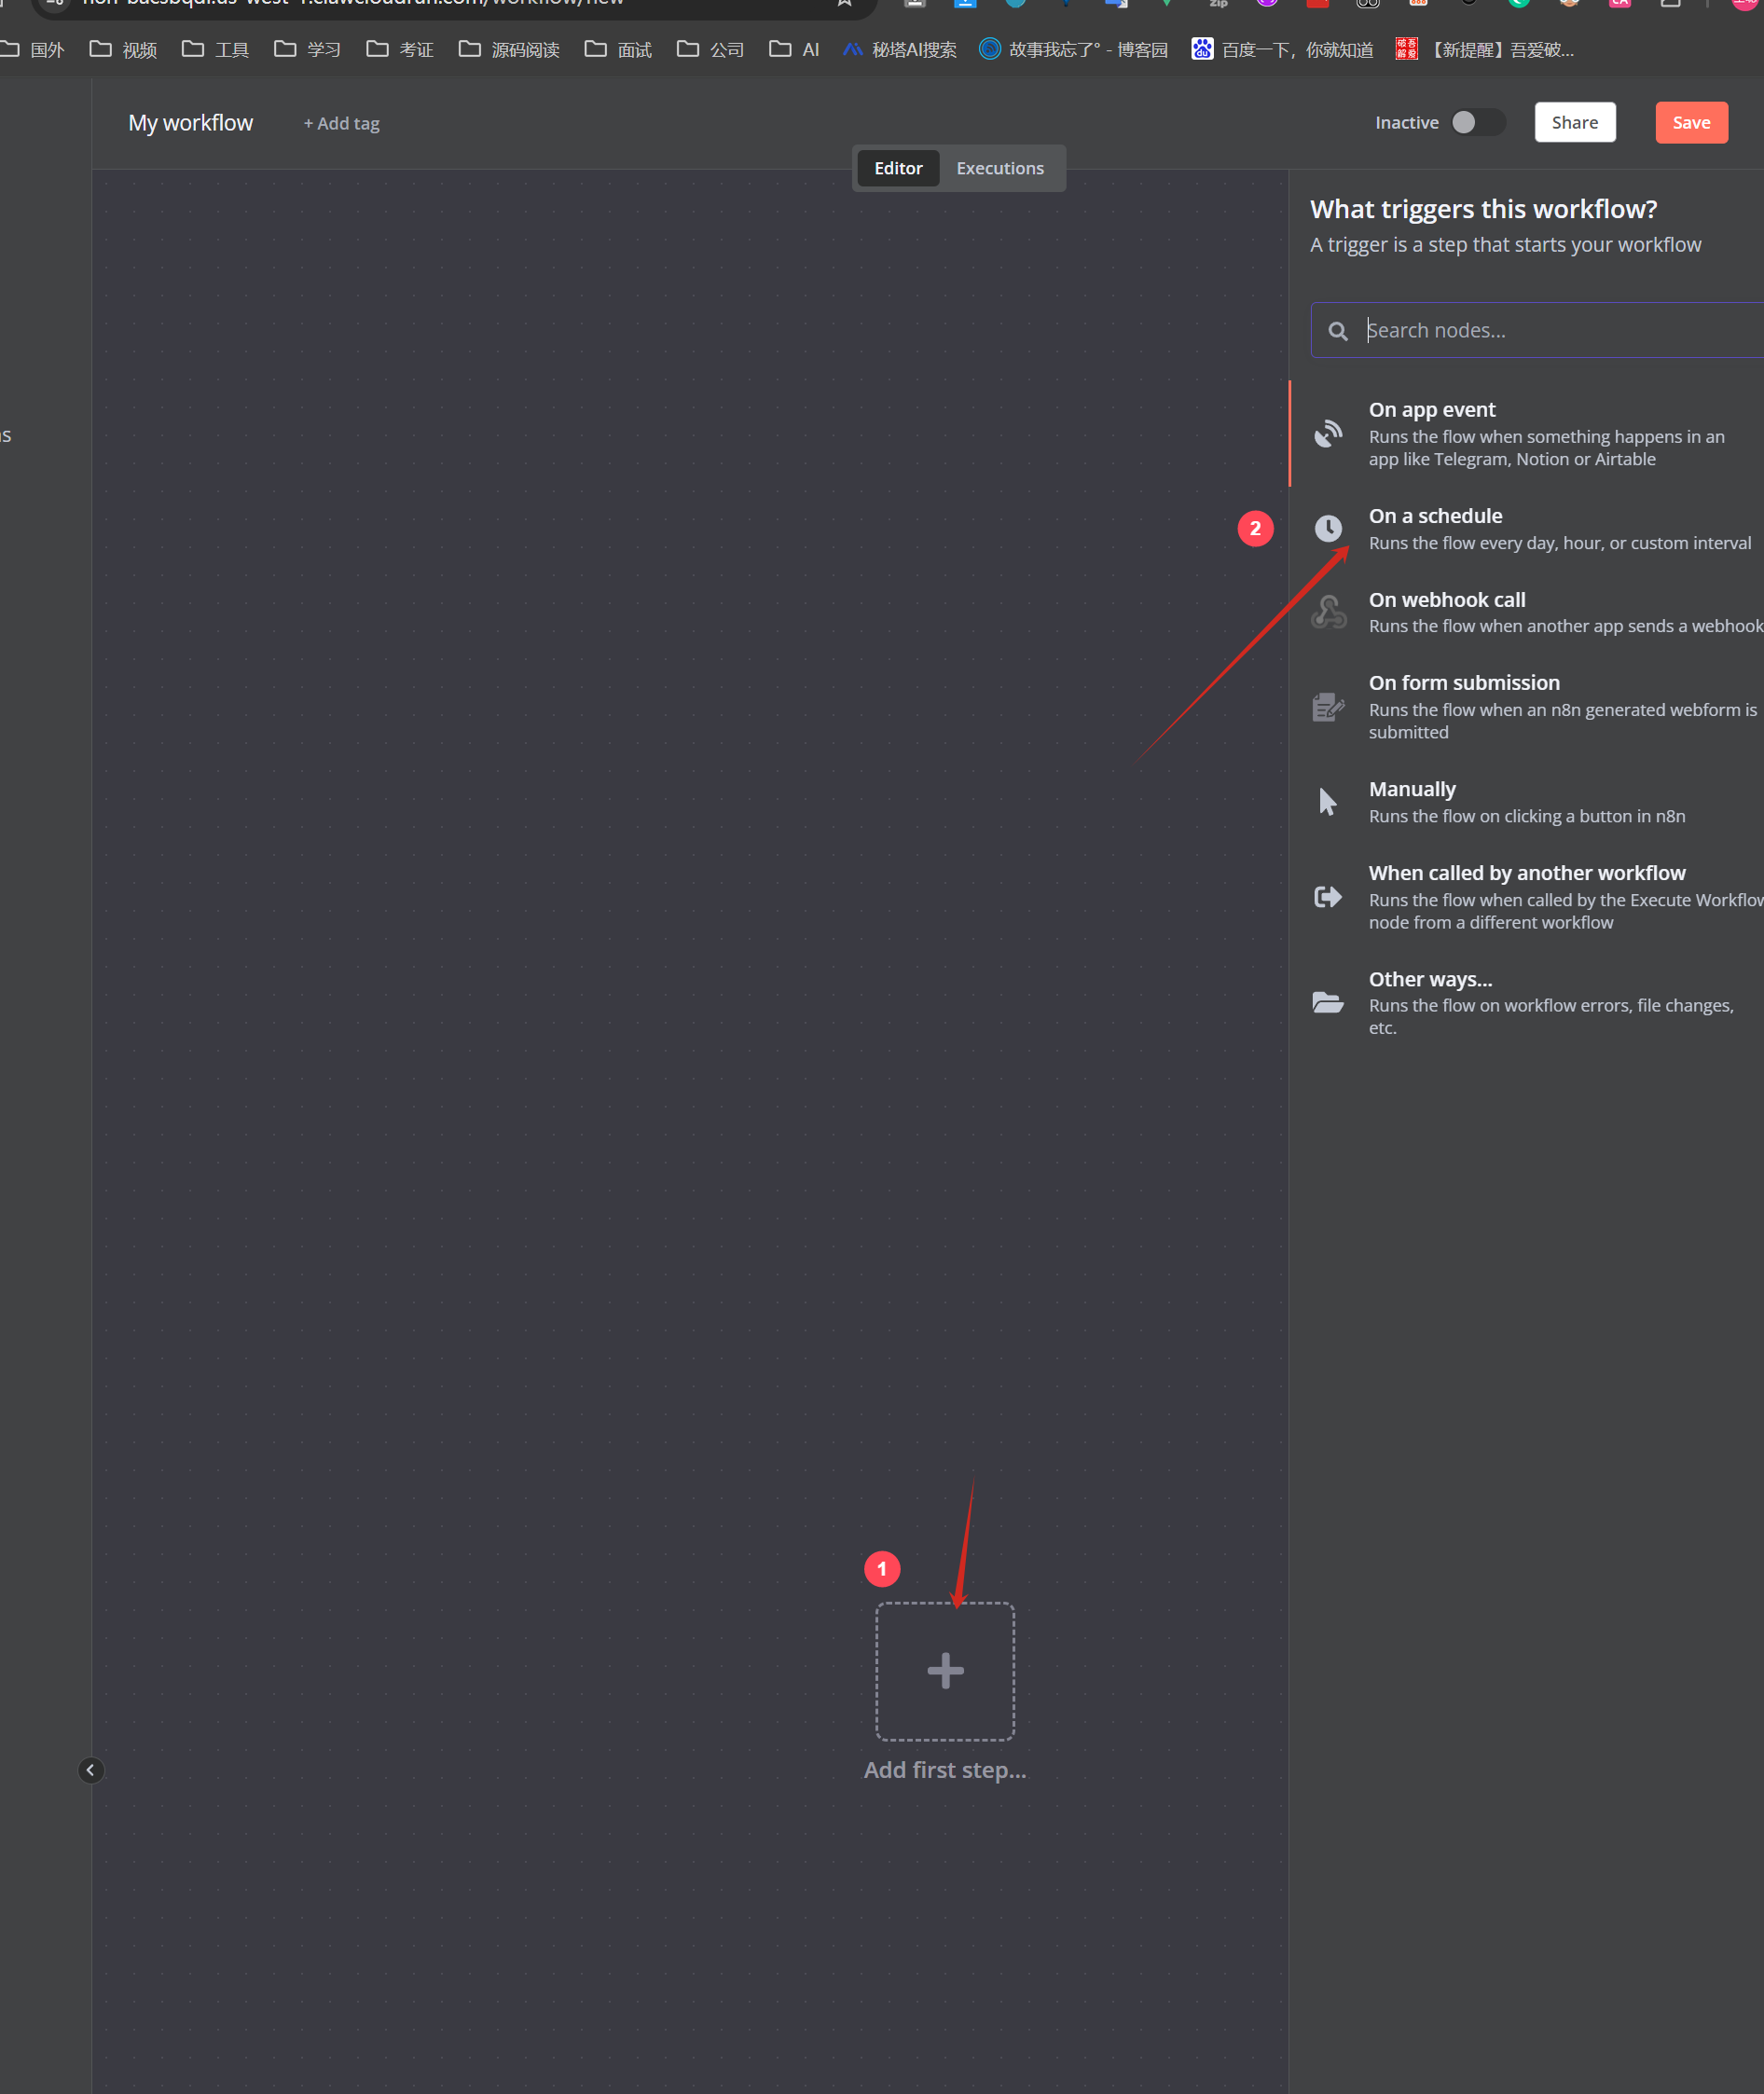 国外 视频 工具 学习 考证 源码阅读 面试 公司 AI 秘塔AI搜索 故事我忘了° - 博客园 百度一下，你就知道 【新提醒】吾爱破...
My workflow + Add tag Inactive Share Save
Editor Executions
What triggers this workflow?
A trigger is a step that starts your workflow
Search nodes...
On app event
Runs the flow when something happens in an
app like Telegram, Notion or Airtable
2
On a schedule
Runs the flow every day, hour, or custom interval
On webhook call
Runs the flow when another app sends a webhook
On form submission
Runs the flow when an n8n generated webform is
submitted
Manually
Runs the flow on clicking a button in n8n
When called by another workflow
Runs the flow when called by the Execute Workflow
node from a different workflow
Other ways...
Runs the flow on workflow errors, file changes,
etc.
1
Add first step...